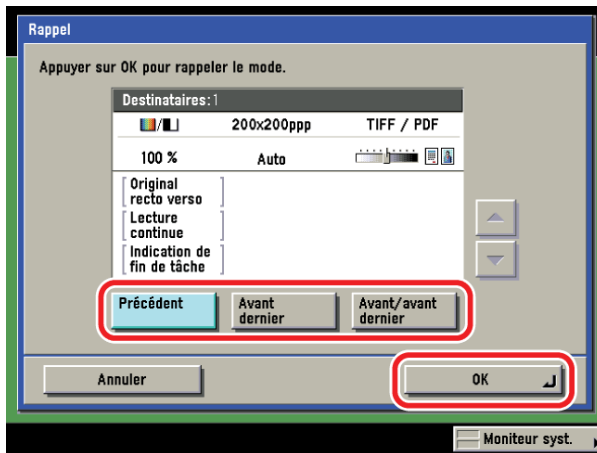 Rappel
Appuyer sur OK pour rappeler le mode.
Destinataires:1
200x200ppp TIFF / PDF
100 % Auto
Original
recto verso
Lecture
continue
Indication de
fin de tâche
Précédent
Avant
dernier
Avant/avant
dernier
Annuler
OK
Moniteur syst.